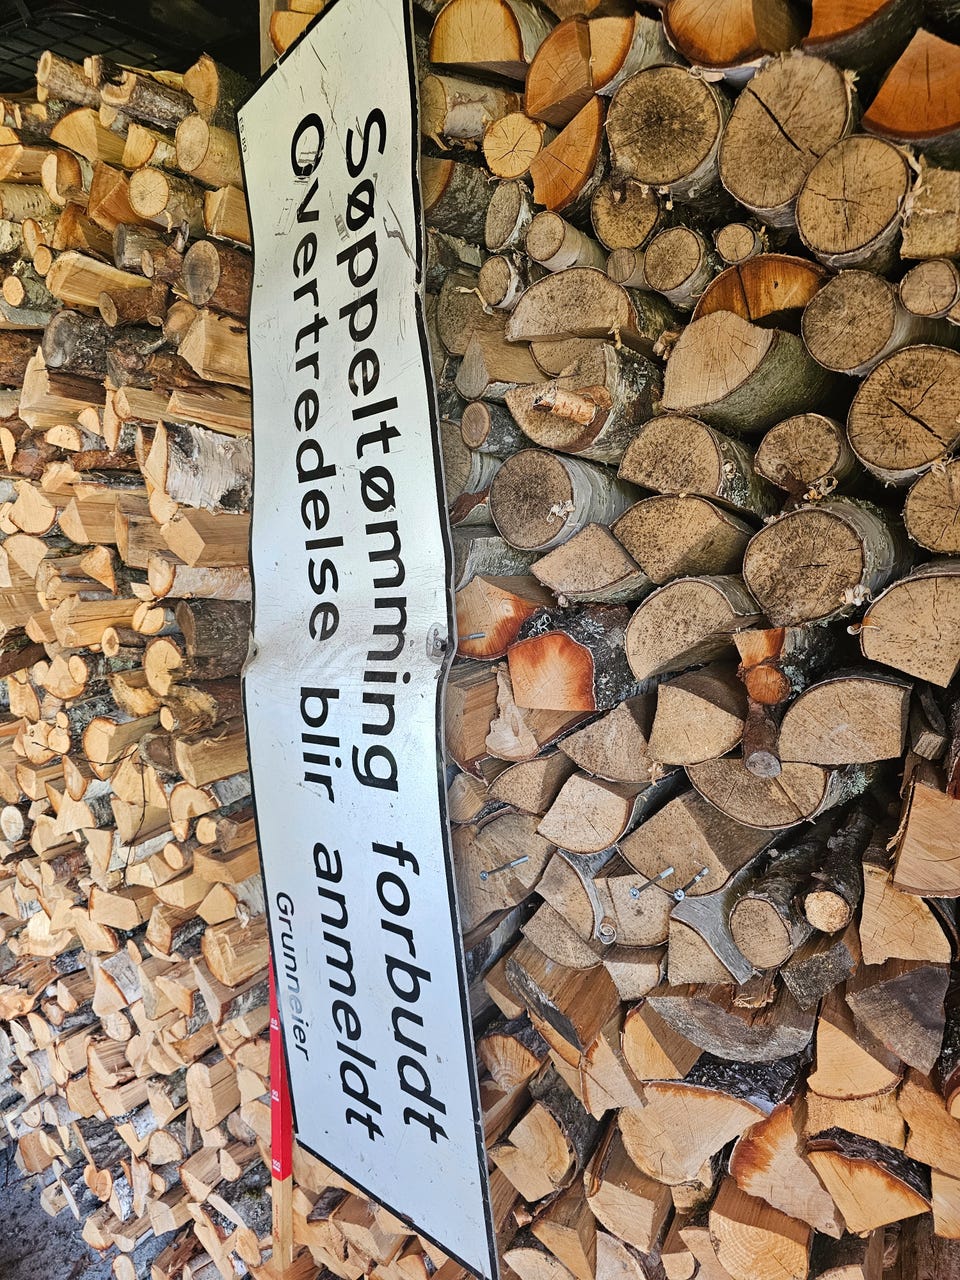 Søppeltømming forbudt
Overtredelse blir anmeldt
Grunneier